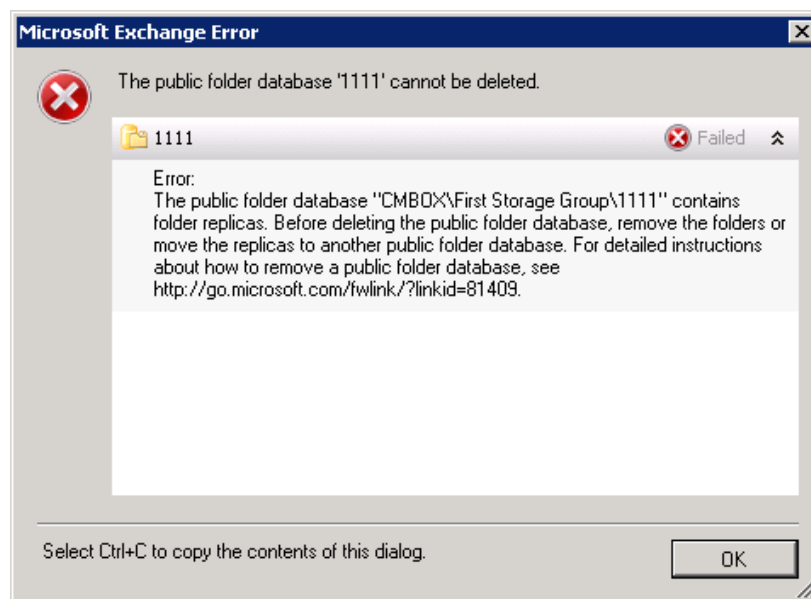 Microsoft Exchange Error
The public folder database '1111' cannot be deleted.
1111
Failed
Error:
The public folder database "CMBOX\First Storage Group\1111" contains
folder replicas. Before deleting the public folder database, remove the folders or
move the replicas to another public folder database. For detailed instructions
about how to remove a public folder database, see
http://go.microsoft.com/fwlink/?linkid=81409.
Select Ctrl+C to copy the contents of this dialog.
OK